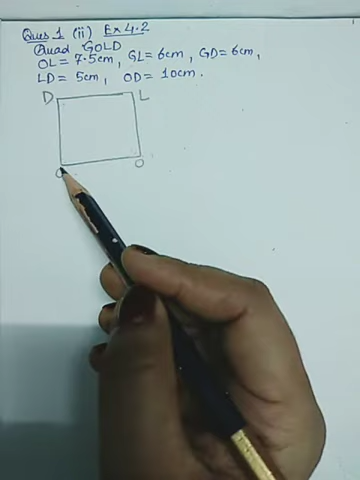 Ques 1 (ii) Ex 4.2
Quad GOLD
OL = 7.5cm, GL = 6cm, GD = 6cm,
LD = 5cm, OD = 10cm.
D L
O